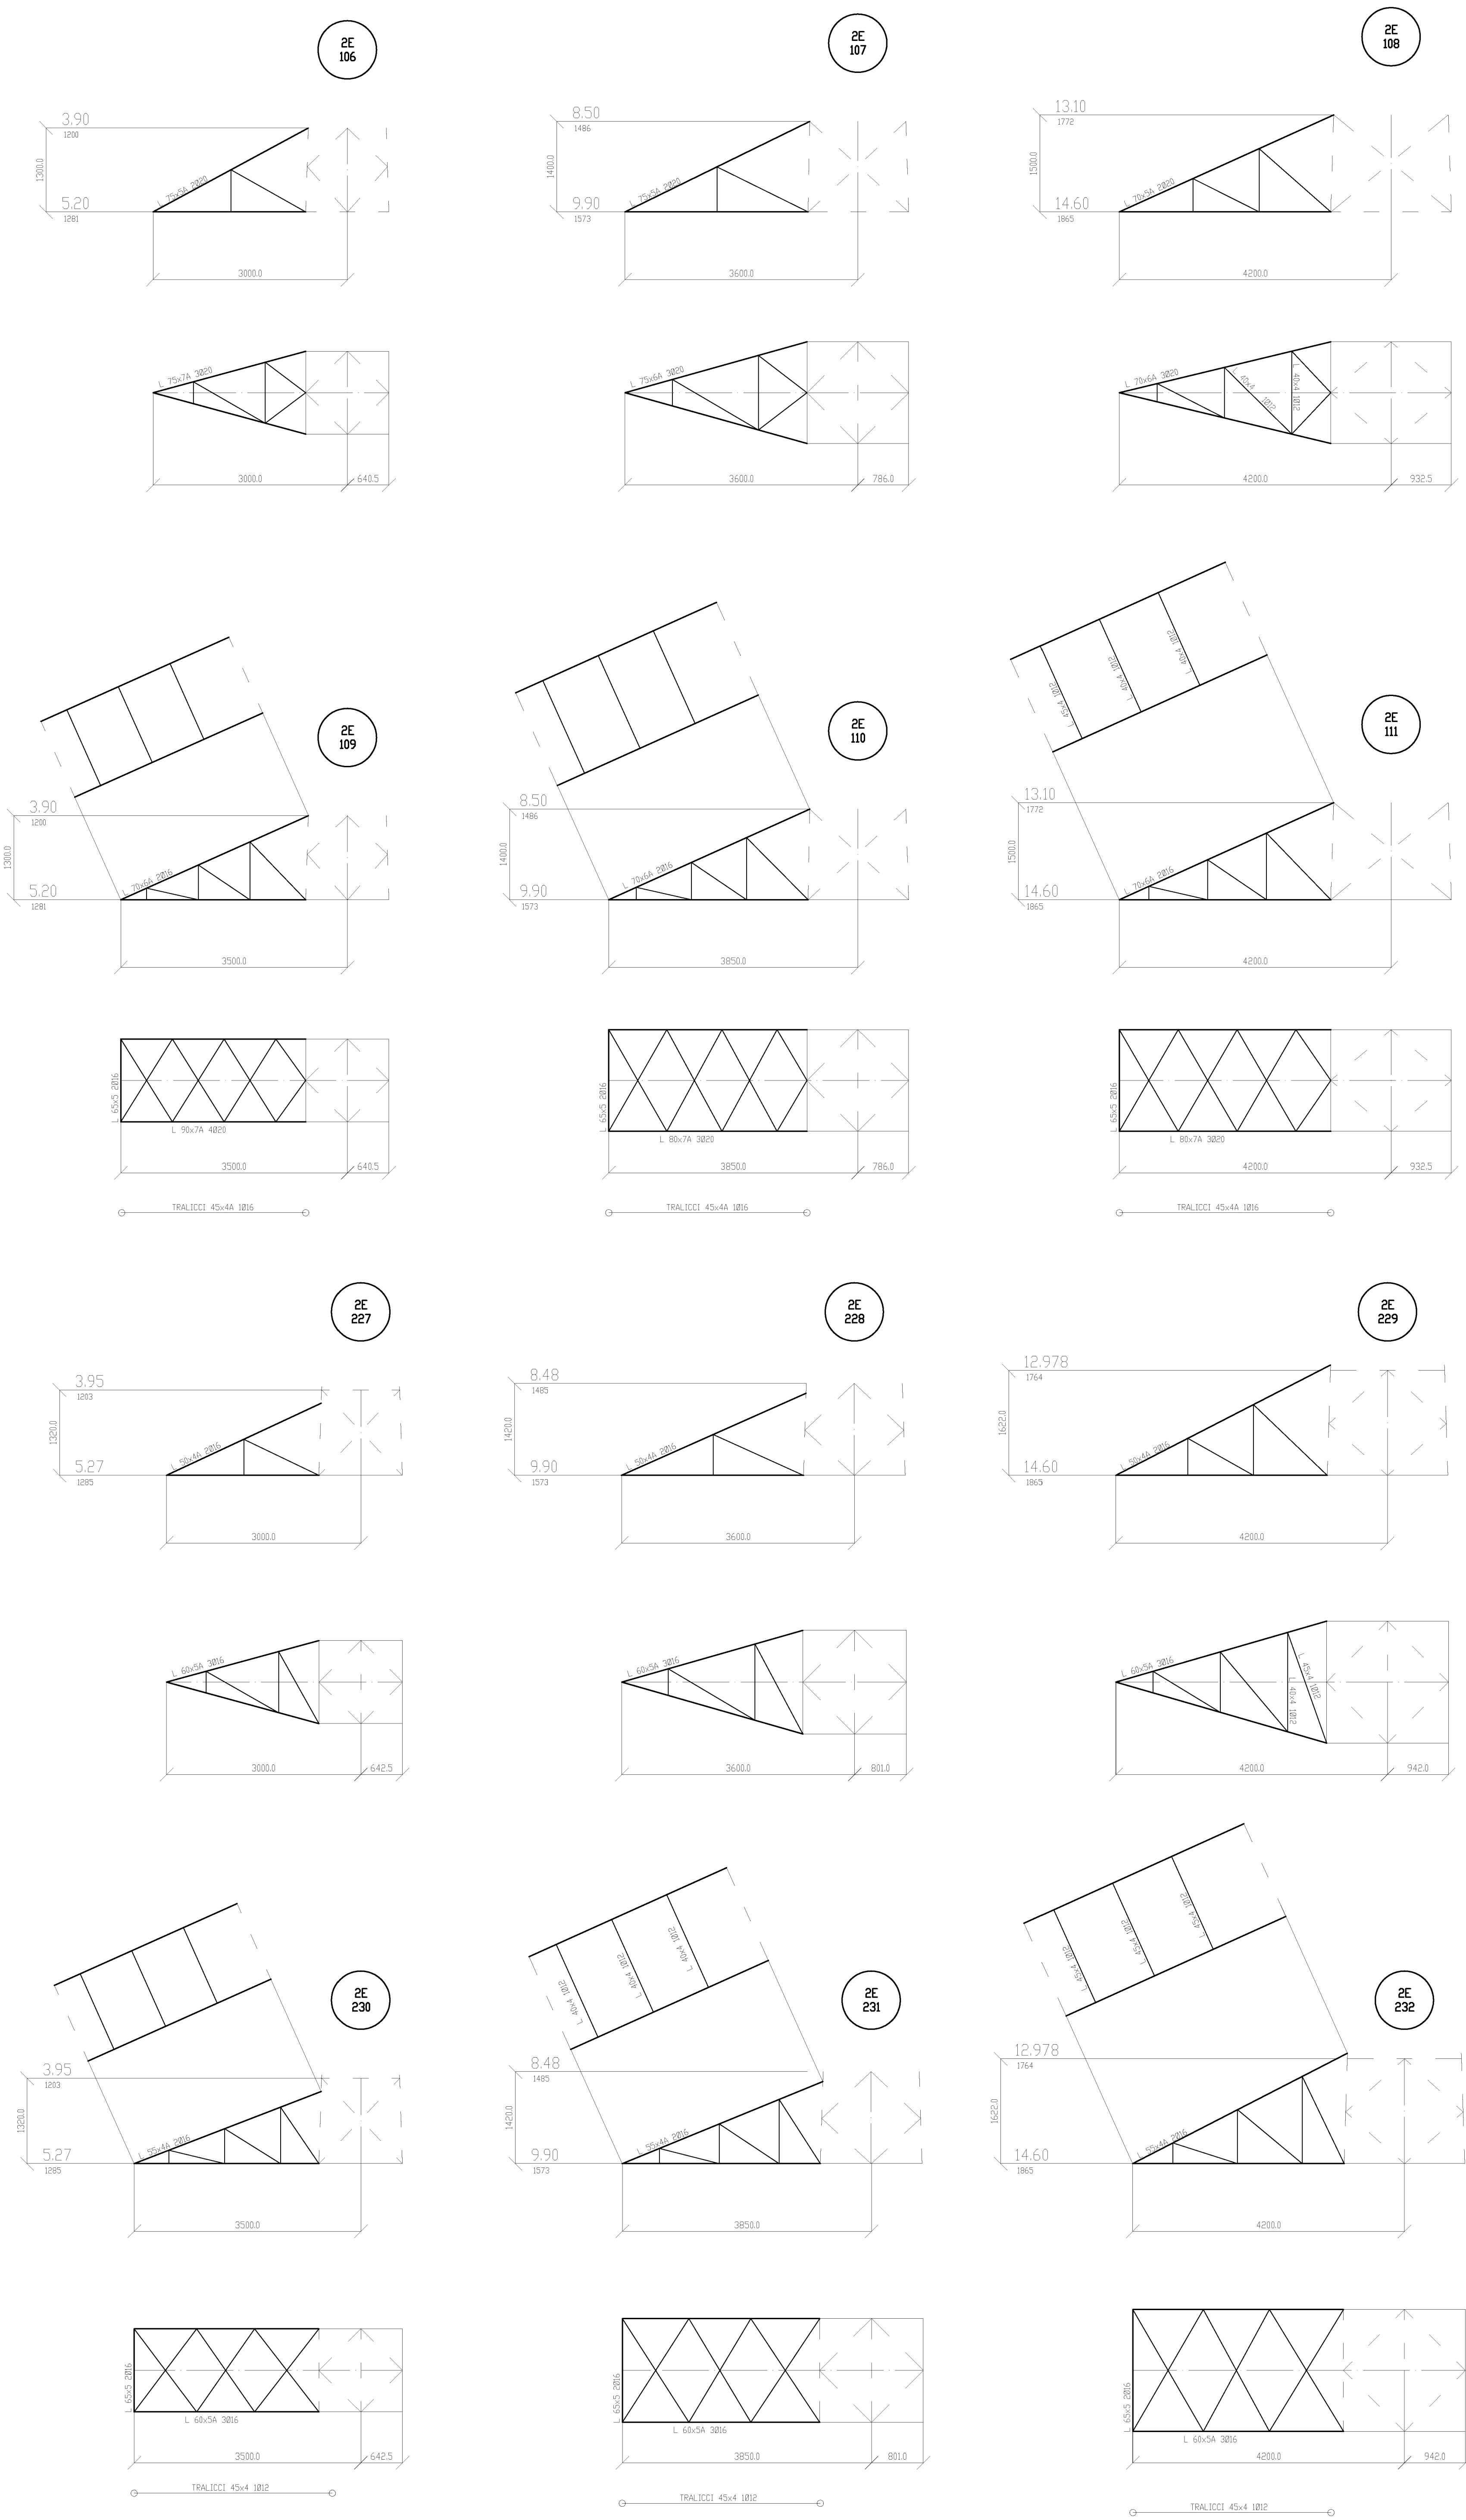 2E
106
3.90
1200
1300.0
5.20
1281
L 75x5A 2Ø20
3000.0
L 75x7A 3Ø20
3000.0
640.5
2E
107
8.50
1486
1400.0
9.90
1573
L 75x5A 2Ø20
3600.0
L 75x6A 3Ø20
3600.0
786.0
2E
108
13.10
1772
1500.0
14.60
1865
L 70x5A 2Ø20
4200.0
L 70x6A 3Ø20
L 40x4 1Ø12
L 40x4 1Ø12
4200.0
932.5
2E
109
3.90
1200
1300.0
5.20
1281
L 70x6A 2Ø16
3500.0
L 65x5 2Ø16
L 90x7A 4Ø20
3500.0
640.5
TRALICCI 45x4A 1Ø16
2E
110
8.50
1486
1400.0
9.90
1573
L 70x6A 2Ø16
3850.0
L 65x5 2Ø16
L 80x7A 3Ø20
3850.0
786.0
TRALICCI 45x4A 1Ø16
L 45x4 1Ø12
L 40x4 1Ø12
L 40x4 1Ø12
2E
111
13.10
1772
1500.0
14.60
1865
L 70x6A 2Ø16
4200.0
L 65x5 2Ø16
L 80x7A 3Ø20
4200.0
932.5
TRALICCI 45x4A 1Ø16
2E
227
3.95
1203
1320.0
5.27
1285
L 50x4A 2Ø16
3000.0
L 60x5A 3Ø16
3000.0
642.5
2E
228
8.48
1485
1420.0
9.90
1573
L 50x4A 2Ø16
3600.0
L 60x5A 3Ø16
3600.0
801.0
2E
229
12.978
1764
1622.0
14.60
1865
L 50x4A 2Ø16
4200.0
L 60x5A 3Ø16
L 40x4 1Ø12
L 45x4 1Ø12
4200.0
942.0
2E
230
3.95
1203
1320.0
5.27
1285
L 55x4A 2Ø16
3500.0
L 65x5 2Ø16
L 60x5A 3Ø16
3500.0
642.5
TRALICCI 45x4 1Ø12
L 40x4 1Ø12
L 40x4 1Ø12
L 40x4 1Ø12
2E
231
8.48
1485
1420.0
9.90
1573
L 55x4A 2Ø16
3850.0
L 65x5 2Ø16
L 60x5A 3Ø16
3850.0
801.0
TRALICCI 45x4 1Ø12
L 45x4 1Ø12
L 45x4 1Ø12
L 45x4 1Ø12
2E
232
12.978
1764
1622.0
14.60
1865
L 55x4A 2Ø16
4200.0
L 65x5 2Ø16
L 60x5A 3Ø16
4200.0
942.0
TRALICCI 45x4 1Ø12